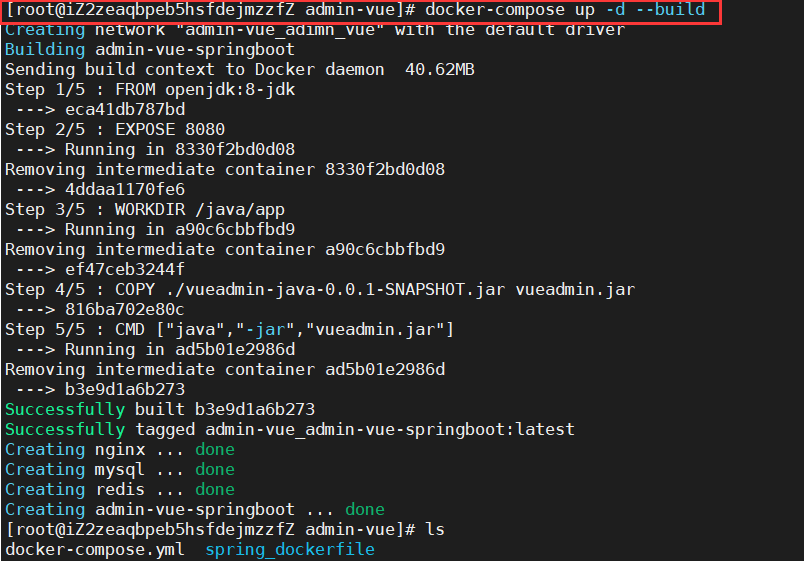 [root@iZ2zeaqbpeb5hsfdejmzzfZ admin-vue]# docker-compose up -d --build
Creating network "admin-vue_adimn_vue" with the default driver
Building admin-vue-springboot
Sending build context to Docker daemon  40.62MB
Step 1/5 : FROM openjdk:8-jdk
 ---> eca41db787bd
Step 2/5 : EXPOSE 8080
 ---> Running in 8330f2bd0d08
Removing intermediate container 8330f2bd0d08
 ---> 4ddaa1170fe6
Step 3/5 : WORKDIR /java/app
 ---> Running in a90c6cbbfbd9
Removing intermediate container a90c6cbbfbd9
 ---> ef47ceb3244f
Step 4/5 : COPY ./vueadmin-java-0.0.1-SNAPSHOT.jar vueadmin.jar
 ---> 816ba702e80c
Step 5/5 : CMD ["java","-jar","vueadmin.jar"]
 ---> Running in ad5b01e2986d
Removing intermediate container ad5b01e2986d
 ---> b3e9d1a6b273
Successfully built b3e9d1a6b273
Successfully tagged admin-vue_admin-vue-springboot:latest
Creating nginx ... done
Creating mysql ... done
Creating redis ... done
Creating admin-vue-springboot ... done
[root@iZ2zeaqbpeb5hsfdejmzzfZ admin-vue]# ls
docker-compose.yml  spring_dockerfile